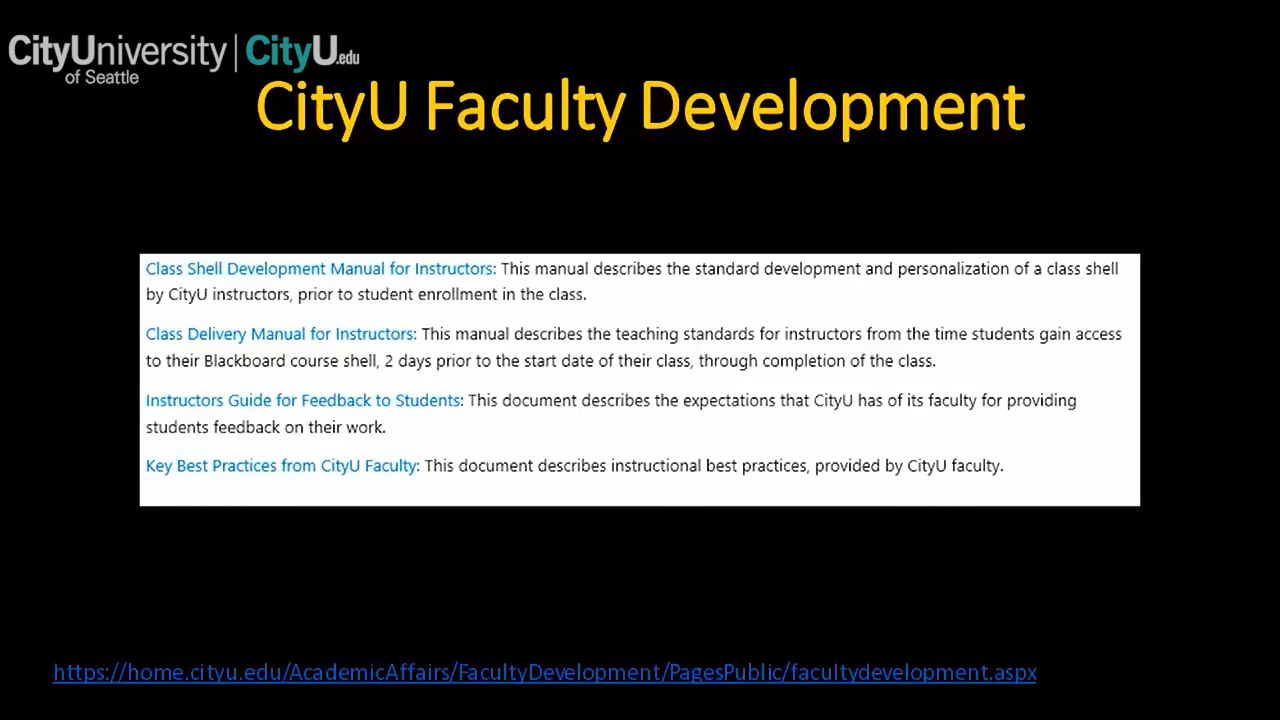 CityUniversity | CityU.edu
of Seattle
CityU Faculty Development
Class Shell Development Manual for Instructors: This manual describes the standard development and personalization of a class shell
by CityU instructors, prior to student enrollment in the class.
Class Delivery Manual for Instructors: This manual describes the teaching standards for instructors from the time students gain access
to their Blackboard course shell, 2 days prior to the start date of their class, through completion of the class.
Instructors Guide for Feedback to Students: This document describes the expectations that CityU has of its faculty for providing
students feedback on their work.
Key Best Practices from CityU Faculty: This document describes instructional best practices, provided by CityU faculty.
https://home.cityu.edu/AcademicAffairs/FacultyDevelopment/PagesPublic/facultydevelopment.aspx